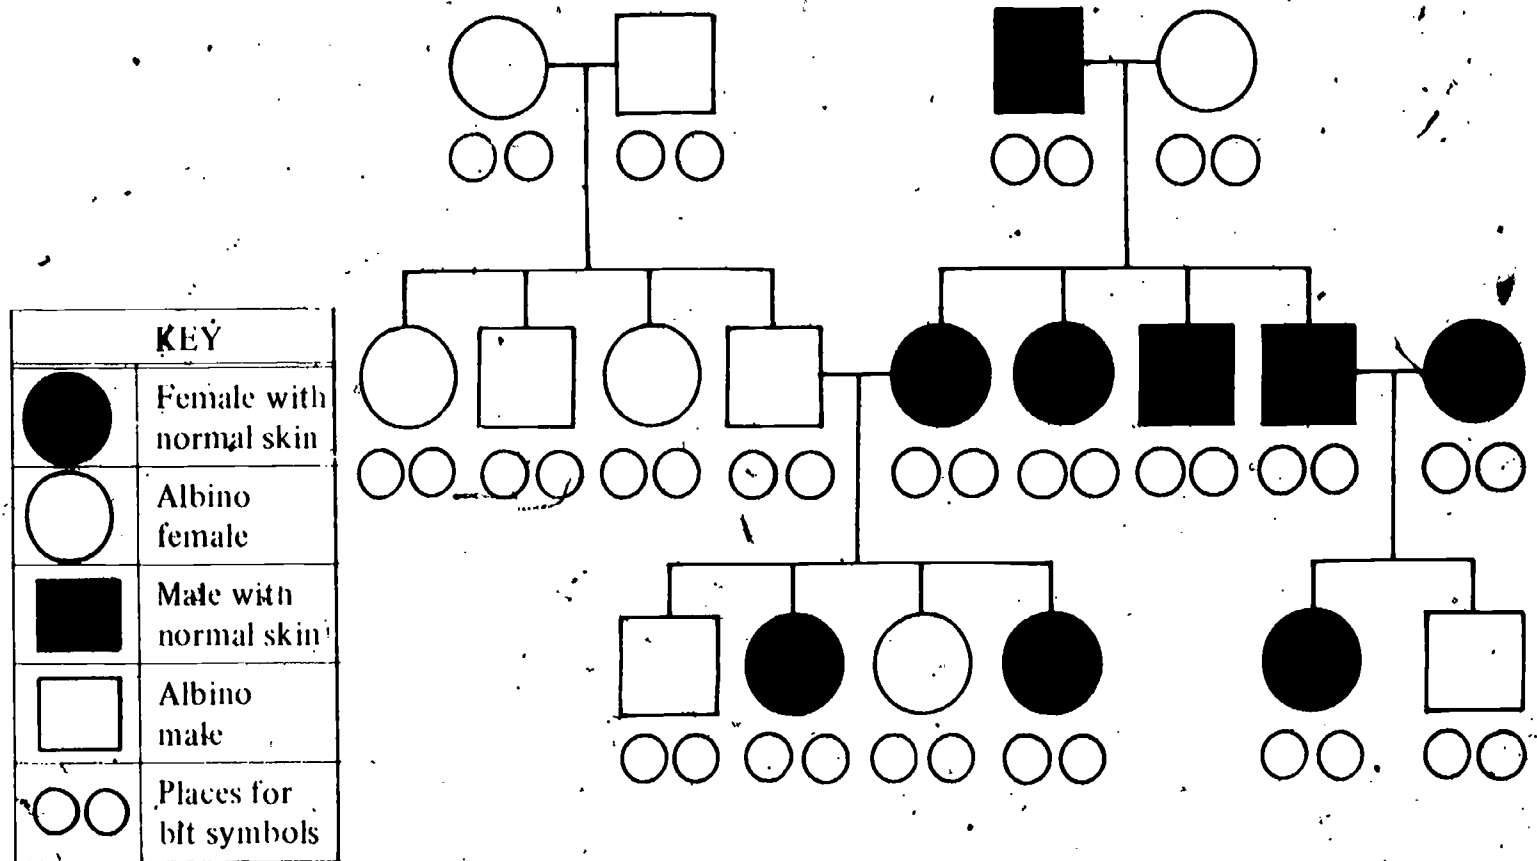 KEY
Female with
normal skin
Albino
female
Male with
normal skin
Albino
male
Places for
bit symbols